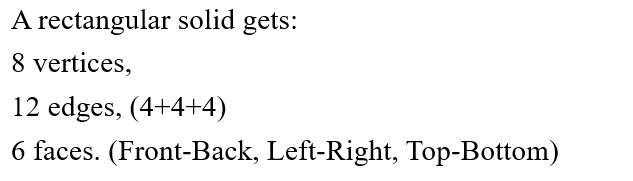 A rectangular solid gets:
8 vertices,
12 edges, (4+4+4)
6 faces. (Front-Back, Left-Right, Top-Bottom)